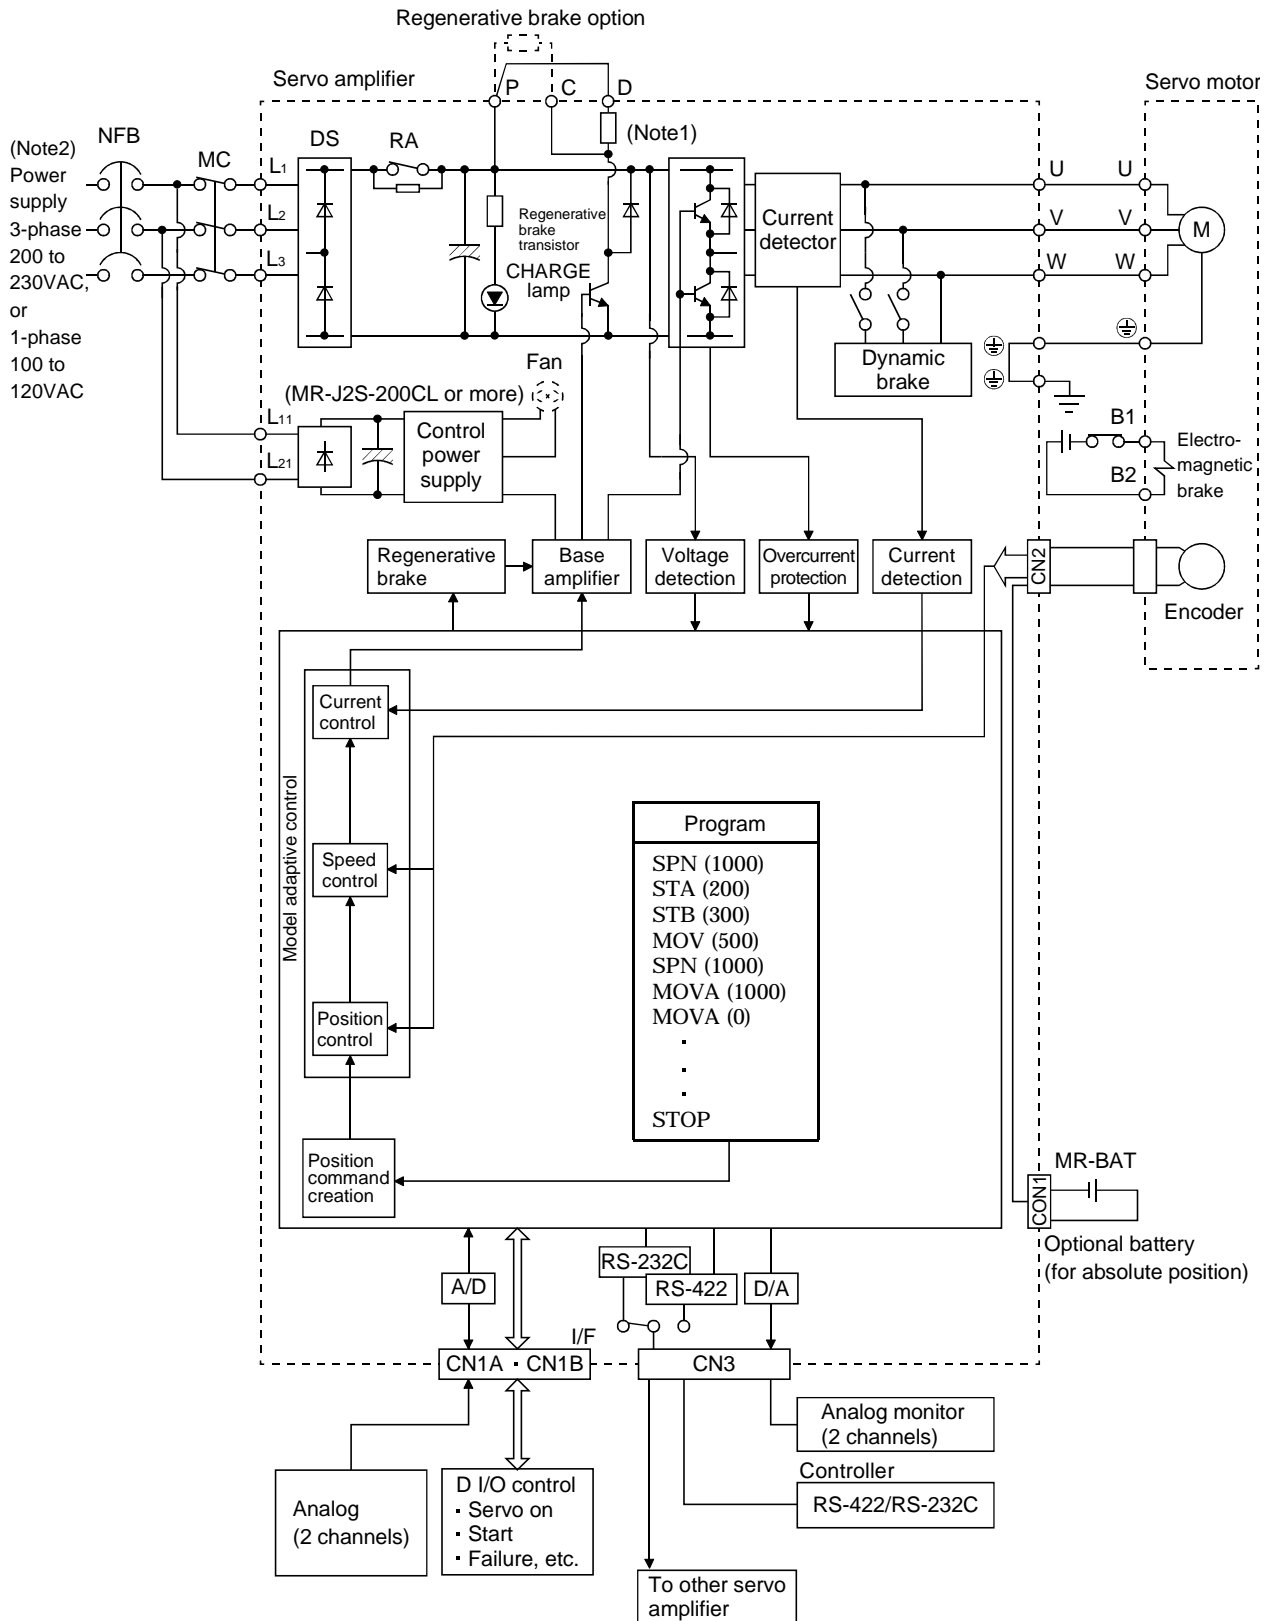 Regenerative brake option
Servo amplifier
P
C
D
Servo motor
(Note2)
Power
supply
3-phase
200 to
230VAC,
or
1-phase
100 to
120VAC
NFB
MC
L1
L2
L3
DS
RA
(Note1)
Regenerative
brake
transistor
CHARGE
lamp
Current
detector
U
V
W
U
V
W
M
Dynamic
brake
Fan
(MR-J2S-200CL or more)
L11
L21
Control
power
supply
B1
B2
Electro-
magnetic
brake
Regenerative
brake
Base
amplifier
Voltage
detection
Overcurrent
protection
Current
detection
CN2
Encoder
Model adaptive control
Current
control
Speed
control
Position
control
Position
command
creation
Program
SPN (1000)
STA (200)
STB (300)
MOV (500)
SPN (1000)
MOVA (1000)
MOVA (0)
.
.
.
STOP
MR-BAT
CON1
Optional battery
(for absolute position)
A/D
RS-232C
RS-422
D/A
I/F
CN1A · CN1B
CN3
Analog
(2 channels)
D I/O control
· Servo on
· Start
· Failure, etc.
Analog monitor
(2 channels)
Controller
RS-422/RS-232C
To other servo
amplifier